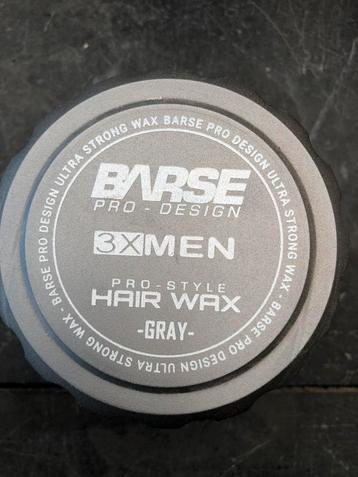 BARSE
PRO - DESIGN
3XMEN
PRO-STYLE
HAIR WAX
-GRAY-
BARSE PRO DESIGN ULTRA STRONG WAX - BARSE PRO DESIGN ULTRA STRONG WAX - BARSE PRO DESIGN ULTRA STRONG WAX